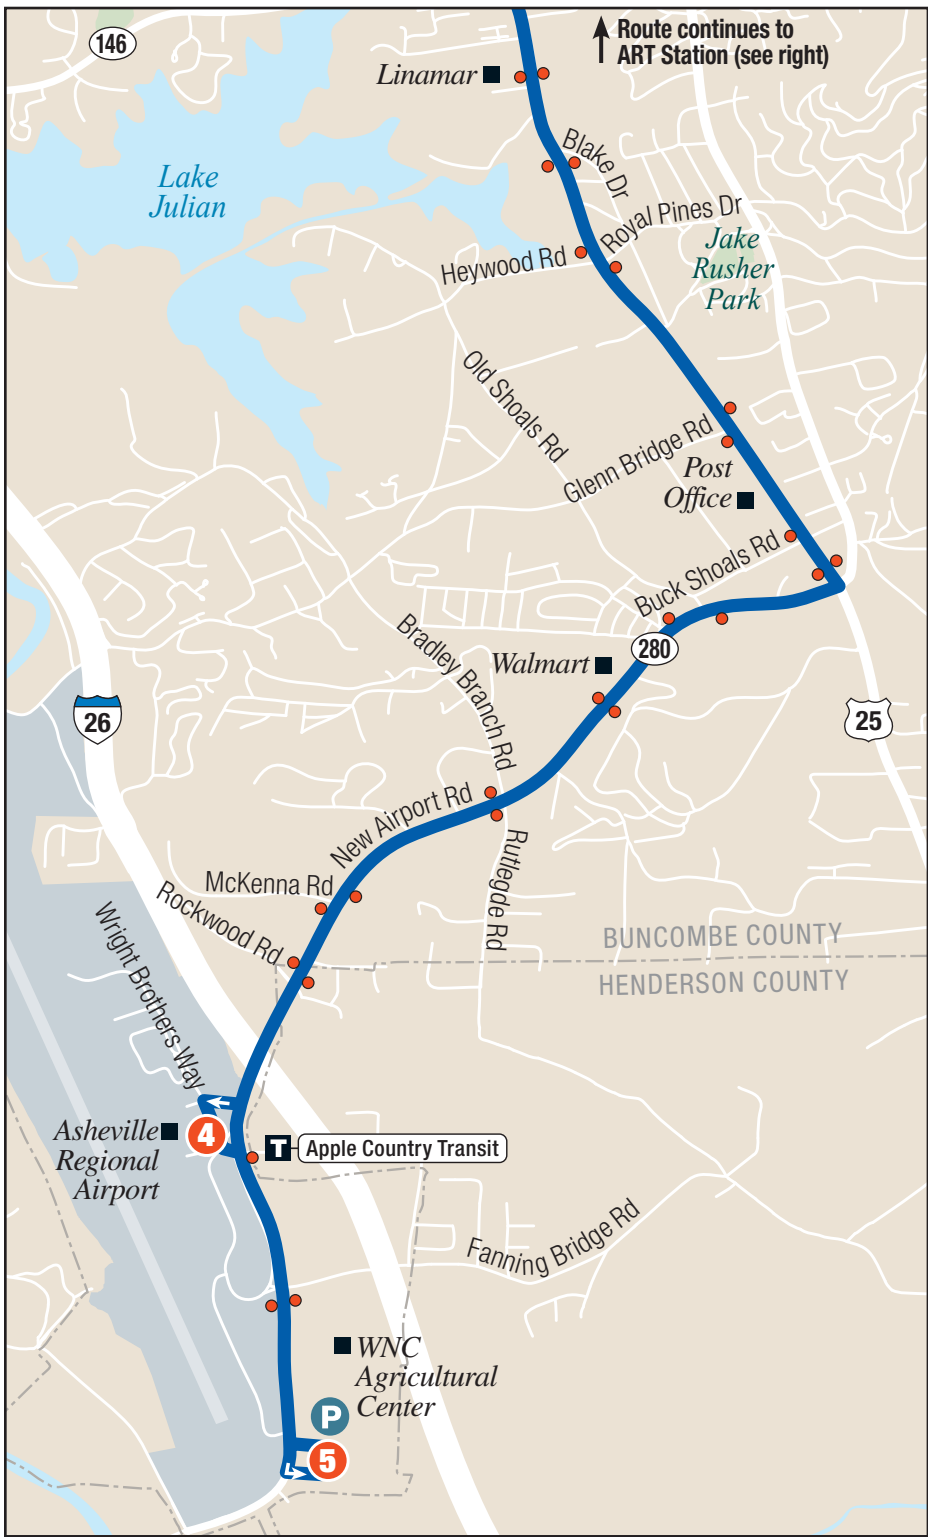 146
Route continues to
ART Station (see right)
Linamar
Blake Dr
Lake
Julian
Royal Pines Dr
Heywood Rd
Jake
Rusher
Park
Old Shoals Rd
Glenn Bridge Rd
Post
Office
Buck Shoals Rd
Bradley Branch Rd
280
Walmart
26
25
New Airport Rd
Rutlegde Rd
McKenna Rd
Rockwood Rd
Wright Brothers Way
BUNCOMBE COUNTY
HENDERSON COUNTY
Asheville
Regional
Airport
4
T
Apple Country Transit
Fanning Bridge Rd
WNC
Agricultural
Center
P
5